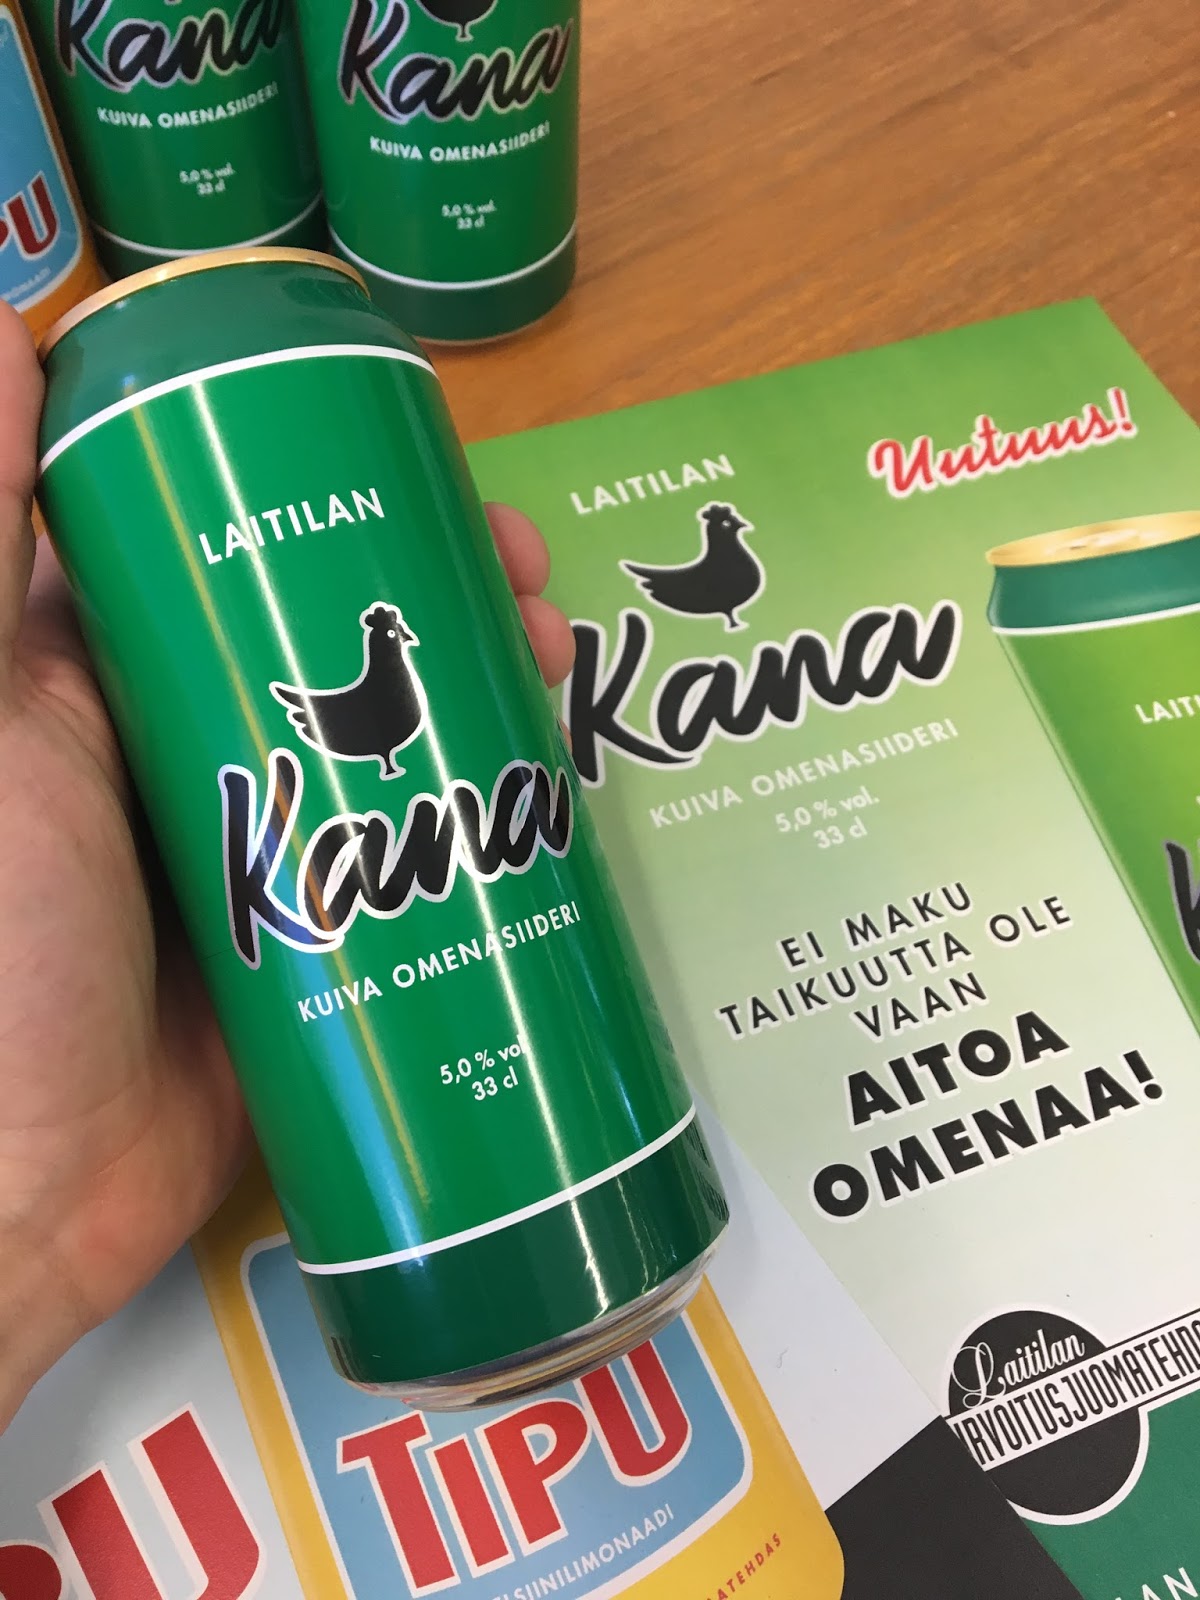 Kana
KUIVA OMENASIIDERI
5,0 % vol.
33 cl
Kana
KUIVA OMENASIIDERI
5,0 % vol.
33 cl
LAITILAN
Kana
KUIVA OMENASIIDERI
5,0 % vol.
33 cl
Uutuus!
LAITILAN
Kana
KUIVA OMENASIIDERI
5,0 % vol.
33 cl
EI MAKU
TAIKUUTTA OLE
VAAN
AITOA
OMENAA!
Laitilan
TIPU